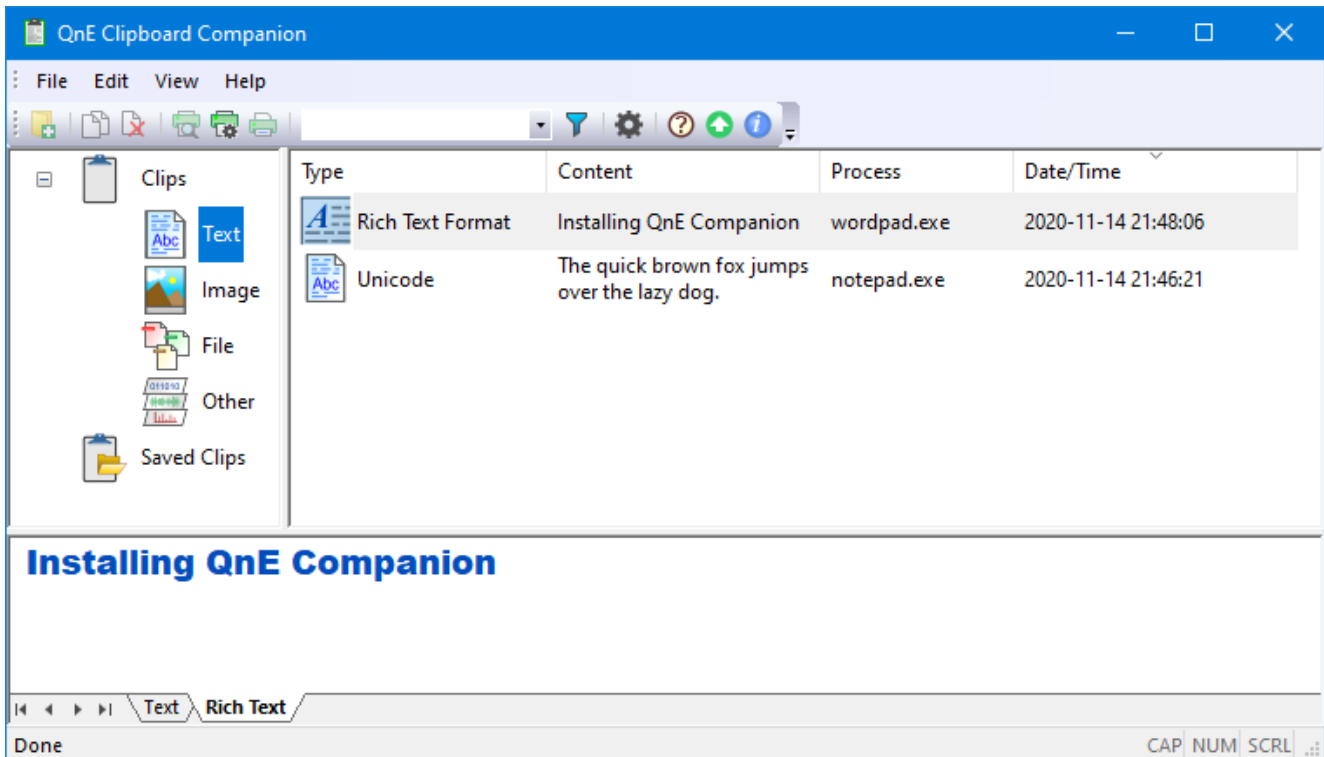 QnE Clipboard Companion
File Edit View Help
Clips
Text
Image
File
Other
Saved Clips
Type Content Process Date/Time
Rich Text Format Installing QnE Companion wordpad.exe 2020-11-14 21:48:06
Unicode The quick brown fox jumps
over the lazy dog. notepad.exe 2020-11-14 21:46:21
Installing QnE Companion
Text Rich Text
Done CAP NUM SCRL